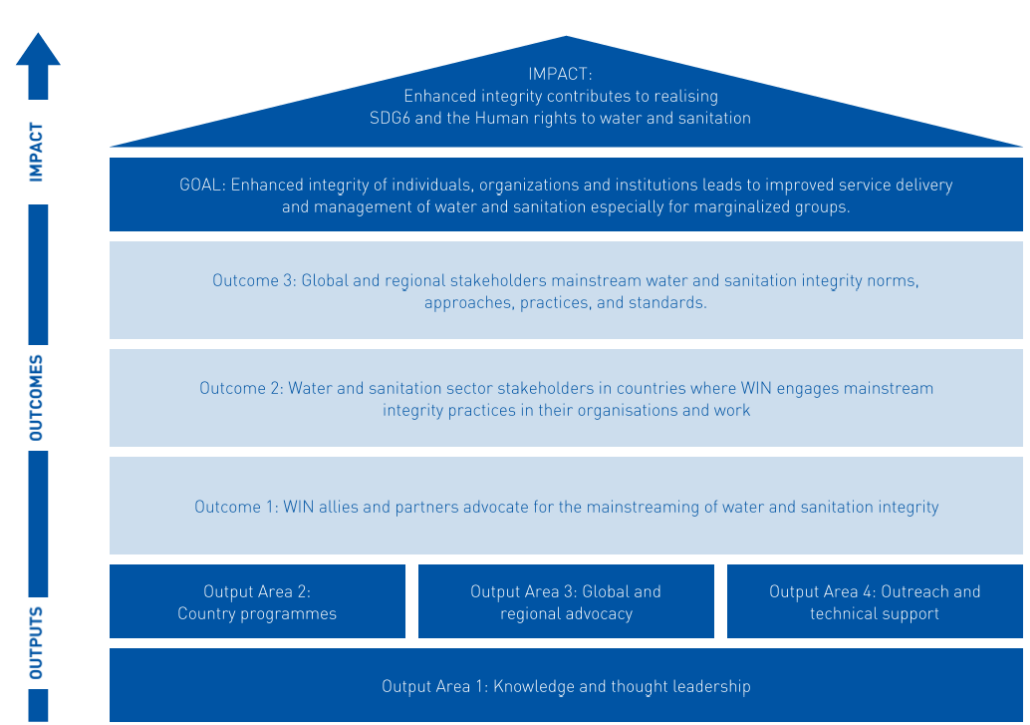 IMPACT:
Enhanced integrity contributes to realising
SDG6 and the Human rights to water and sanitation
IMPACT
GOAL: Enhanced integrity of individuals, organizations and institutions leads to improved service delivery
and management of water and sanitation especially for marginalized groups.
Outcome 3: Global and regional stakeholders mainstream water and sanitation integrity norms,
approaches, practices, and standards.
OUTCOMES
Outcome 2: Water and sanitation sector stakeholders in countries where WIN engages mainstream
integrity practices in their organisations and work
Outcome 1: WIN allies and partners advocate for the mainstreaming of water and sanitation integrity
OUTPUTS
Output Area 2:
Country programmes
Output Area 3: Global and
regional advocacy
Output Area 4: Outreach and
technical support
Output Area 1: Knowledge and thought leadership